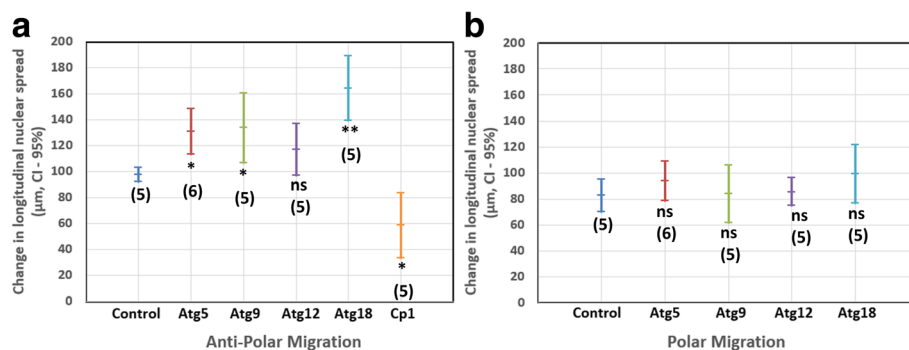 a
Change in longitudinal nuclear spread
(µm, CI - 95%)
200
180
160
140
120
100
80
60
40
20
0
(5)
*
(6)
*
(5)
ns
(5)
**
(5)
*
(5)
Control Atg5 Atg9 Atg12 Atg18 Cp1
Anti-Polar Migration
b
Change in longitudinal nuclear spread
(µm, CI - 95%)
200
180
160
140
120
100
80
60
40
20
0
(5)
ns
(6)
ns
(5)
ns
(5)
ns
(5)
Control Atg5 Atg9 Atg12 Atg18
Polar Migration